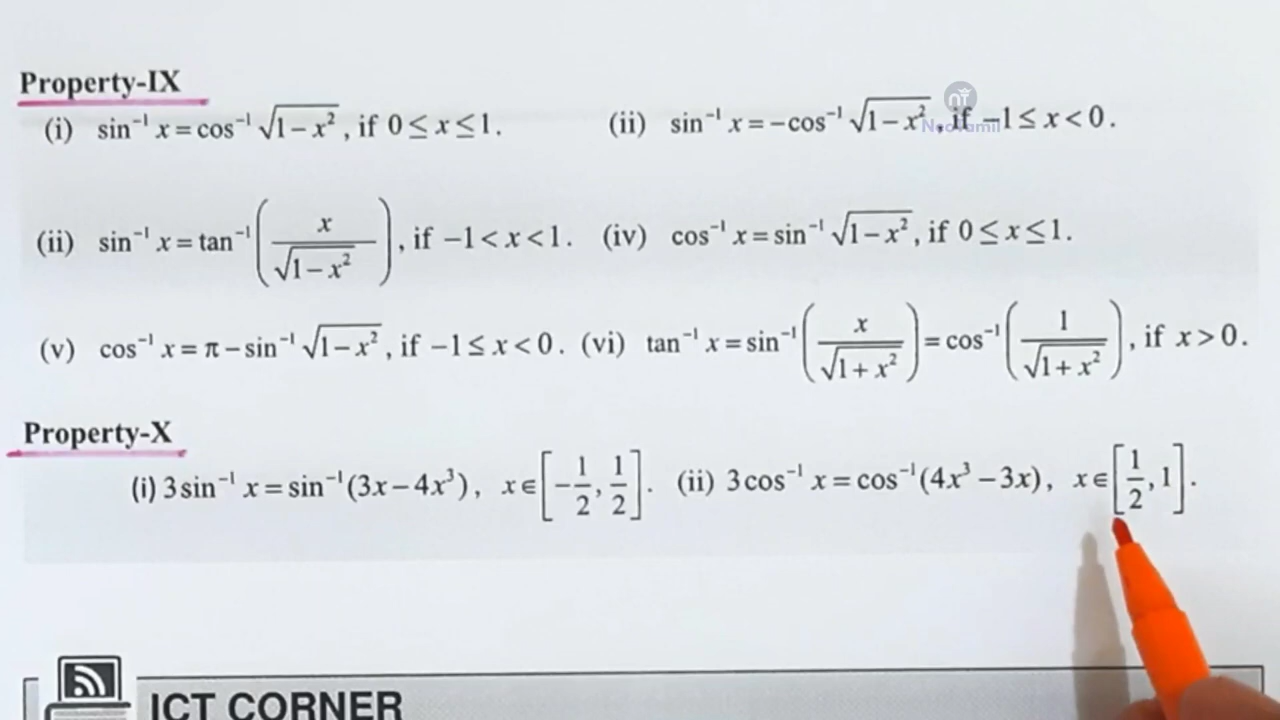 Property-IX
(i) sin⁻¹ x = cos⁻¹ √(1−x²), if 0 ≤ x ≤ 1. (ii) sin⁻¹ x = −cos⁻¹ √(1−x²), if −1 ≤ x < 0.
NeoTamil
(ii) sin⁻¹ x = tan⁻¹ (x/√(1−x²)), if −1 < x < 1. (iv) cos⁻¹ x = sin⁻¹ √(1−x²), if 0 ≤ x ≤ 1.
(v) cos⁻¹ x = π − sin⁻¹ √(1−x²), if −1 ≤ x < 0. (vi) tan⁻¹ x = sin⁻¹ (x/√(1+x²)) = cos⁻¹ (1/√(1+x²)), if x > 0.
Property-X
(i) 3sin⁻¹ x = sin⁻¹(3x−4x³), x∈[−1/2, 1/2]. (ii) 3cos⁻¹ x = cos⁻¹(4x³−3x), x∈[1/2, 1].
ICT CORNER